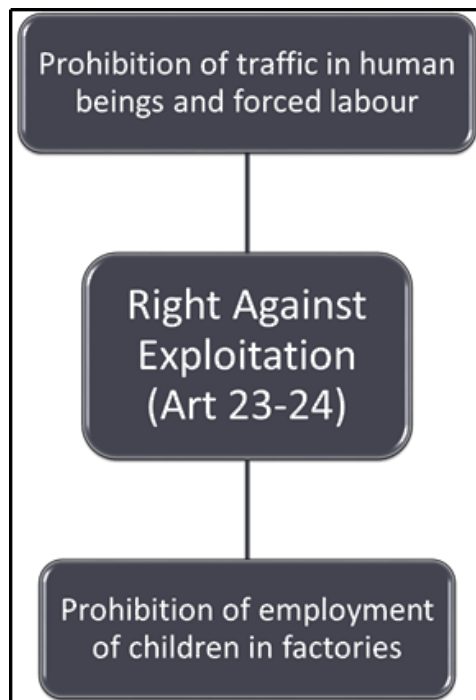 Prohibition of traffic in human
beings and forced labour
Right Against
Exploitation
(Art 23-24)
Prohibition of employment
of children in factories